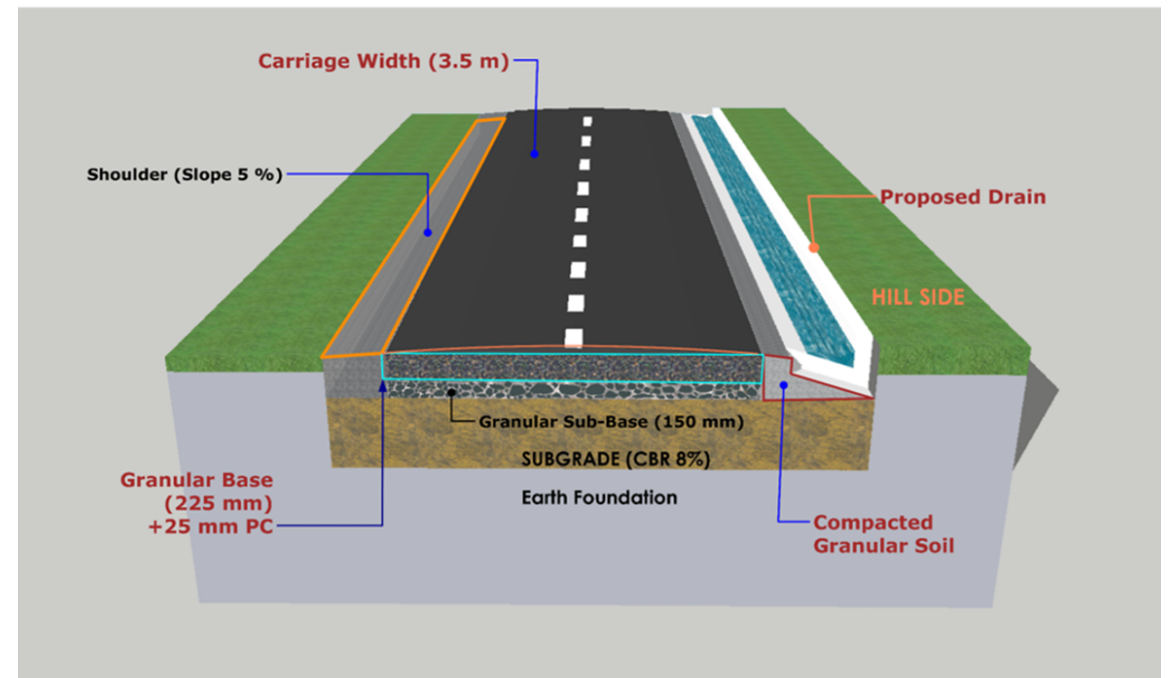 Carriage Width (3.5 m)
Shoulder (Slope 5 %)
Proposed Drain
HILL SIDE
Granular Sub-Base (150 mm)
SUBGRADE (CBR 8%)
Granular Base
(225 mm)
+25 mm PC
Earth Foundation
Compacted
Granular Soil